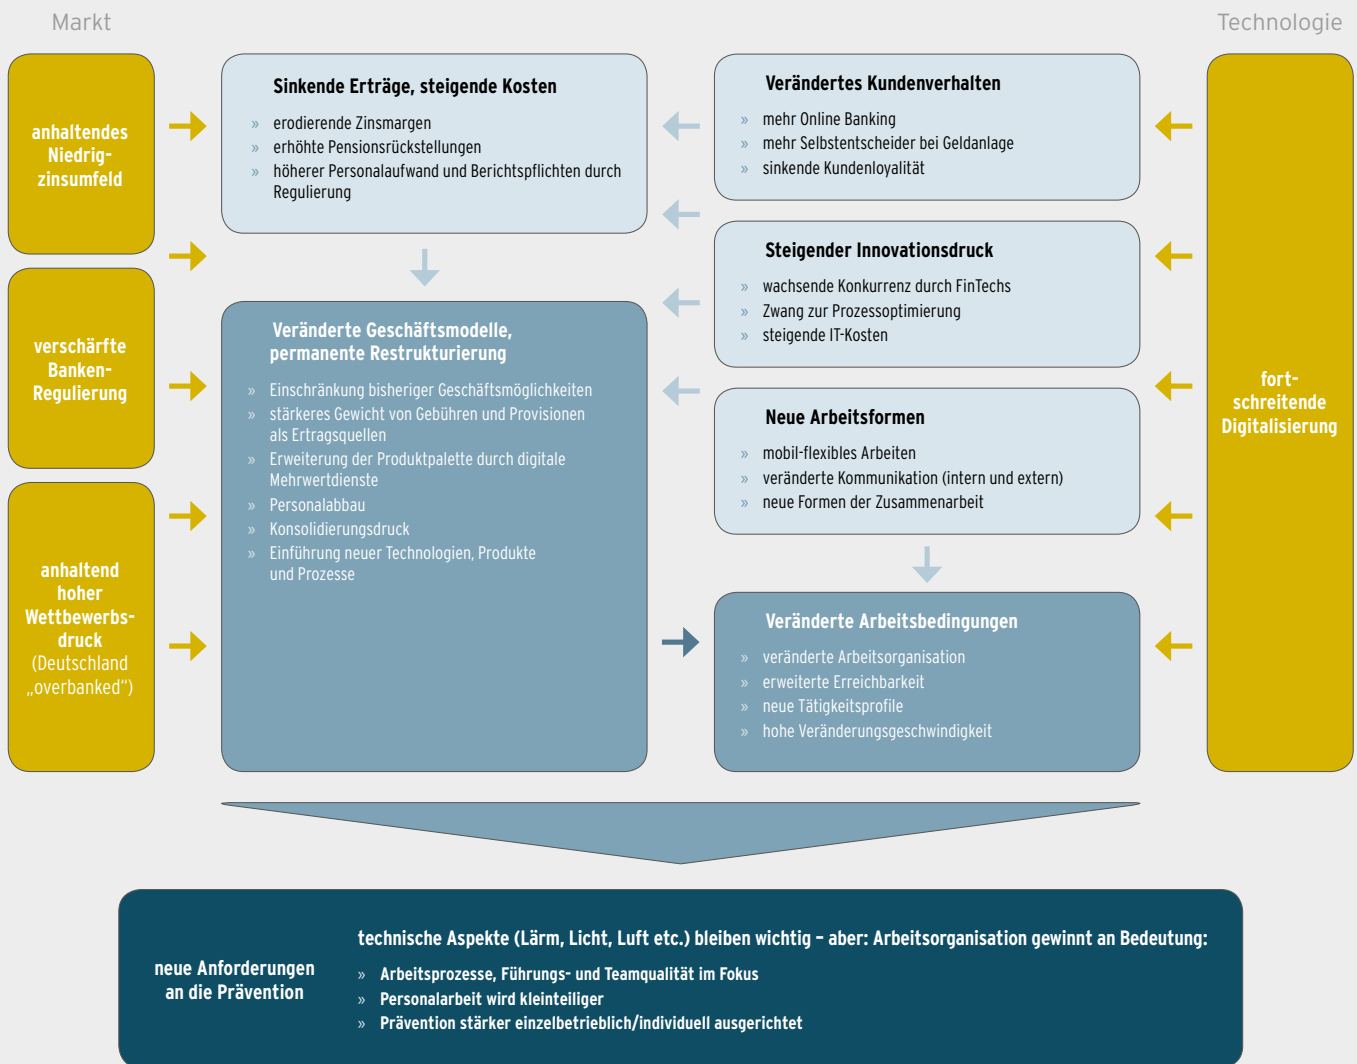 Markt
Technologie
anhaltendes
Niedrig-
zinsumfeld
verschärfte
Banken-
Regulierung
anhaltend
hoher
Wettbewerbs-
druck
(Deutschland
„overbanked“)
Sinkende Erträge, steigende Kosten
» erodierende Zinsmargen
» erhöhte Pensionsrückstellungen
» höherer Personalaufwand und Berichtspflichten durch
Regulierung
Veränderte Geschäftsmodelle,
permanente Restrukturierung
» Einschränkung bisheriger Geschäftsmöglichkeiten
» stärkeres Gewicht von Gebühren und Provisionen
als Ertragsquellen
» Erweiterung der Produktpalette durch digitale
Mehrwertdienste
» Personalabbau
» Konsolidierungsdruck
» Einführung neuer Technologien, Produkte
und Prozesse
Verändertes Kundenverhalten
» mehr Online Banking
» mehr Selbstentscheider bei Geldanlage
» sinkende Kundenloyalität
Steigender Innovationsdruck
» wachsende Konkurrenz durch FinTechs
» Zwang zur Prozessoptimierung
» steigende IT-Kosten
Neue Arbeitsformen
» mobil-flexibles Arbeiten
» veränderte Kommunikation (intern und extern)
» neue Formen der Zusammenarbeit
Veränderte Arbeitsbedingungen
» veränderte Arbeitsorganisation
» erweiterte Erreichbarkeit
» neue Tätigkeitsprofile
» hohe Veränderungsgeschwindigkeit
fort-
schreitende
Digitalisierung
neue Anforderungen
an die Prävention
technische Aspekte (Lärm, Licht, Luft etc.) bleiben wichtig – aber: Arbeitsorganisation gewinnt an Bedeutung:
» Arbeitsprozesse, Führungs- und Teamqualität im Fokus
» Personalarbeit wird kleinteiliger
» Prävention stärker einzelbetrieblich/individuell ausgerichtet